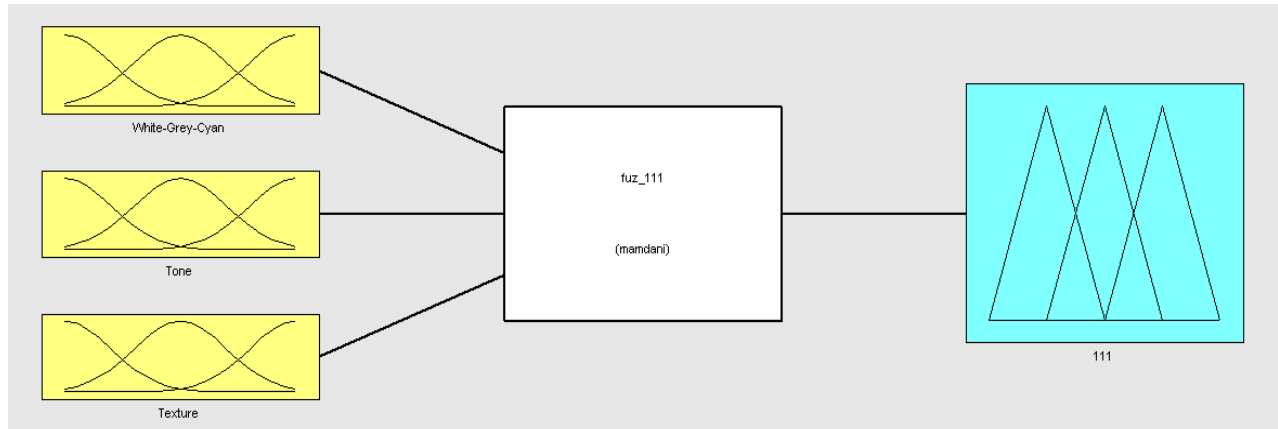 White-Grey-Cyan
Tone
Texture
fuz_111
(mamdani)
111